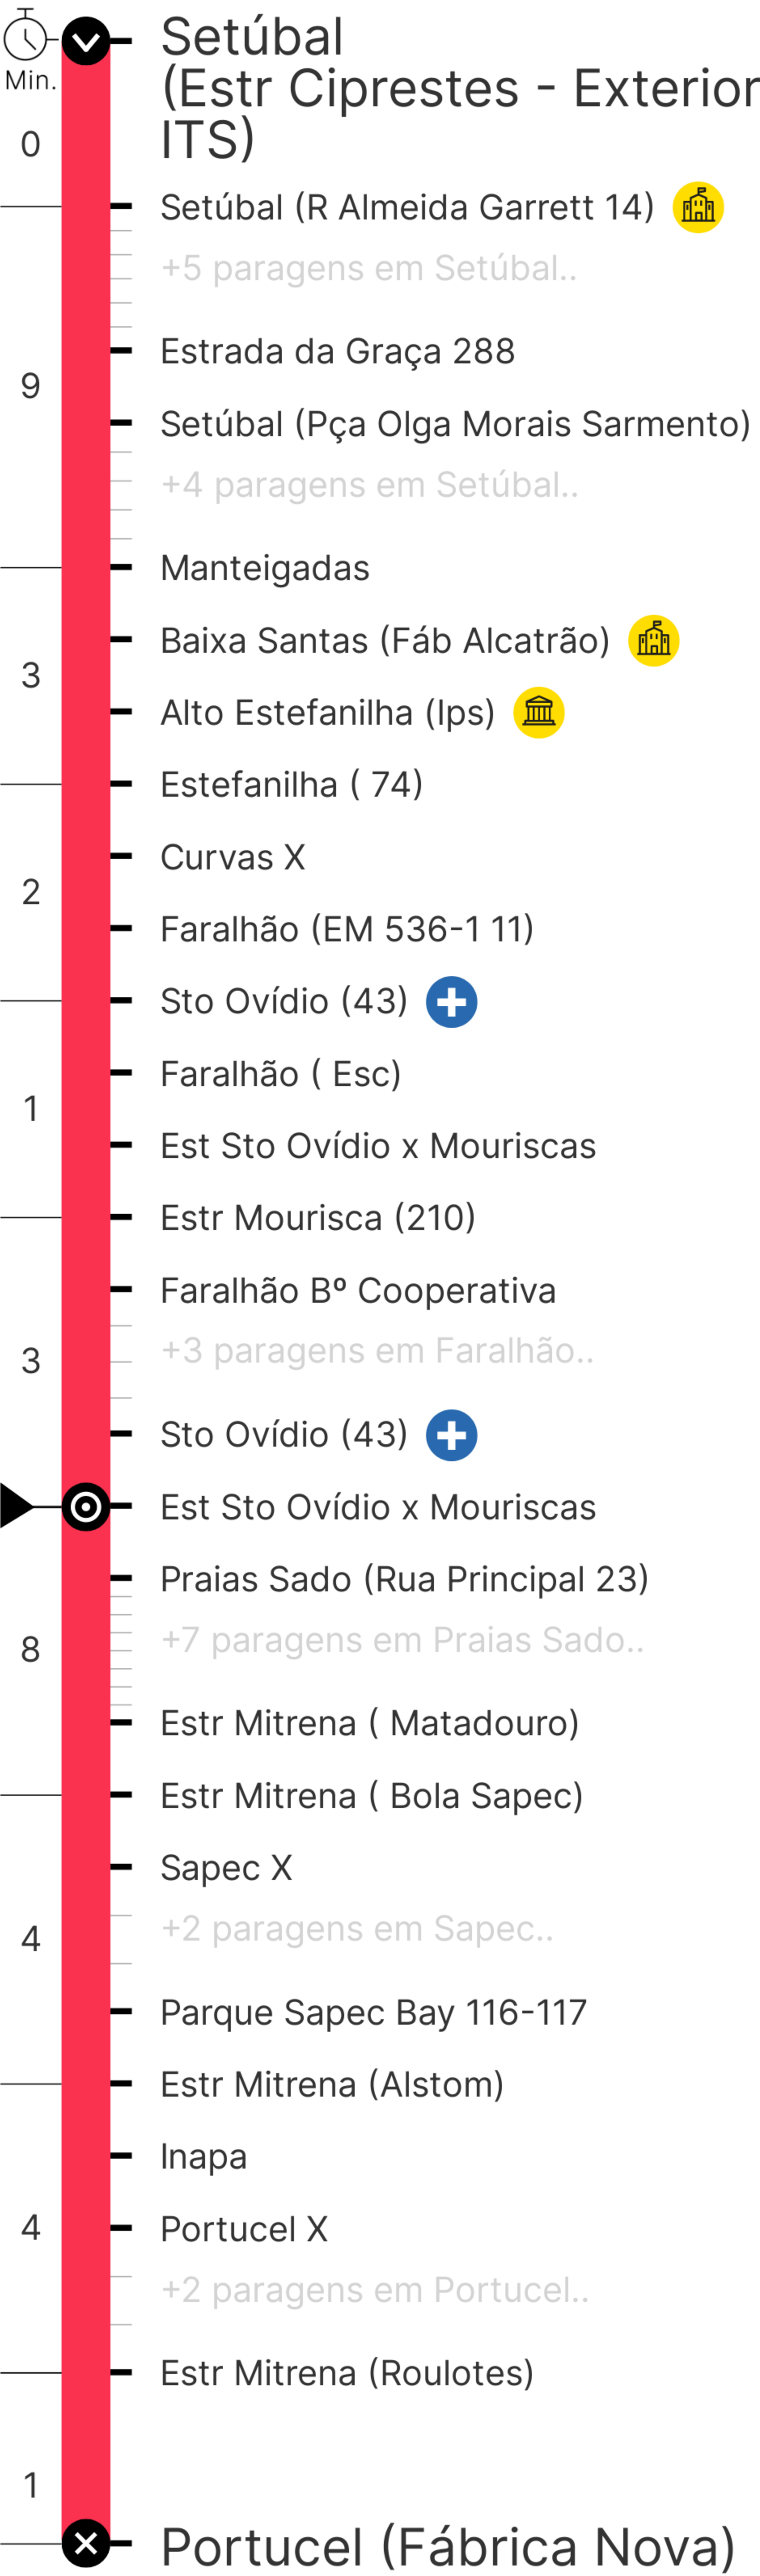 Setúbal
Min.
(Estr Ciprestes - Exterior
0
ITS)
Setúbal (R Almeida Garrett 14)
+5 paragens em Setúbal..
Estrada da Graça 288
9
Setúbal (Pça Olga Morais Sarmento)
+4 paragens em Setúbal..
Manteigadas
Baixa Santas (Fáb Alcatrão)
3
Alto Estefanilha (Ips)
Estefanilha ( 74)
Curvas X
2
Faralhão (EM 536-1 11)
Sto Ovídio (43)
Faralhão ( Esc)
1
Est Sto Ovídio x Mouriscas
Estr Mourisca (210)
Faralhão Bº Cooperativa
+3 paragens em Faralhão..
3
Sto Ovídio (43)
Est Sto Ovídio x Mouriscas
Praias Sado (Rua Principal 23)
+7 paragens em Praias Sado..
8
Estr Mitrena ( Matadouro)
Estr Mitrena ( Bola Sapec)
Sapec X
+2 paragens em Sapec..
4
Parque Sapec Bay 116-117
Estr Mitrena (Alstom)
Inapa
4
Portucel X
+2 paragens em Portucel..
Estr Mitrena (Roulotes)
1
Portucel (Fábrica Nova)